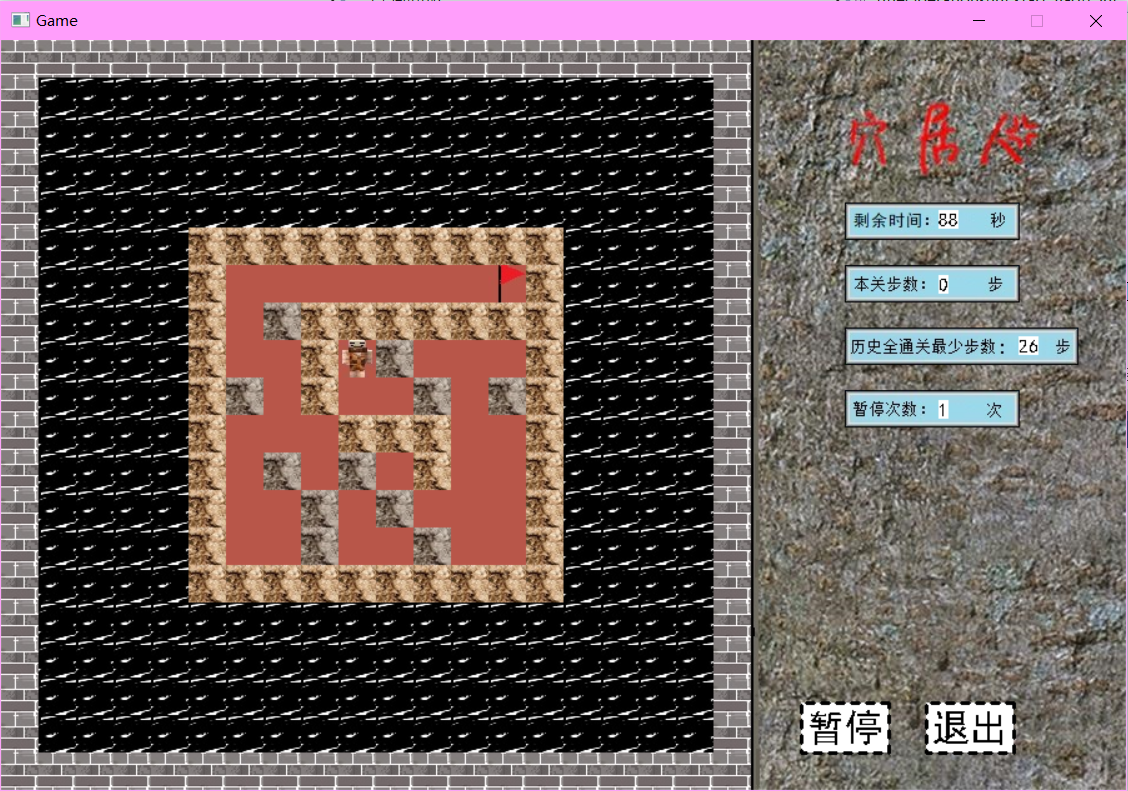 Game
穴居人
剩余时间：88 秒
本关步数：0 步
历史全通关最少步数：26 步
暂停次数：1 次
暂停 退出